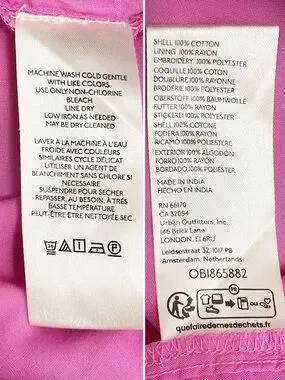 MACHINE WASH COLD GENTLE
WITH LIKE COLORS
USE ONLY NON-CHLORINE
BLEACH
LINE DRY
LOW IRON AS NEEDED
MAY BE DRY CLEANED
LAVER À LA MACHINE À L'EAU
FROIDE AVEC COULEURS
SIMILAIRES CYCLE DÉLICAT
UTILISER UN AGENT DE
BLANCHIMENT SANS CHLORE SI
NÉCESSAIRE
SUSPENDRE POUR SECHER
REPASSER, AU BESOIN, À TRÈS
BASSE TEMPÉRATURE
PEUT-ÊTRE ÊTRE NETTOYÉE SEC
SHELL 100% COTTON
LINING 100% RAYON
EMBROIDERY 100% POLYESTER
COQUILLE 100% COTON
DOUBLURE 100% RAYONNE
BRODERIE 100% POLYESTER
OBERSTOFF 100% BAUMWOLLE
FUTTER 100% RAYON
STICKEREI 100% POLYESTER
SHELL 100% COTONE
FODERA 100% RAYON
RICAMO 100% POLIESTERE
EXTERIOR 100% ALGODÓN
FORRO 100% RAYÓN
BORDADO 100% POLIÉSTER
MADE IN INDIA
HECHO EN INDIA
RN 66170
CA 32054
Urban Outfitters, Inc.
146 Brick Lane
LONDON. E1 6RU
Leidsestraat 32, 1017 PB
Amsterdam, Netherlands
OBI865882
FR
quefairedemesdechets.fr